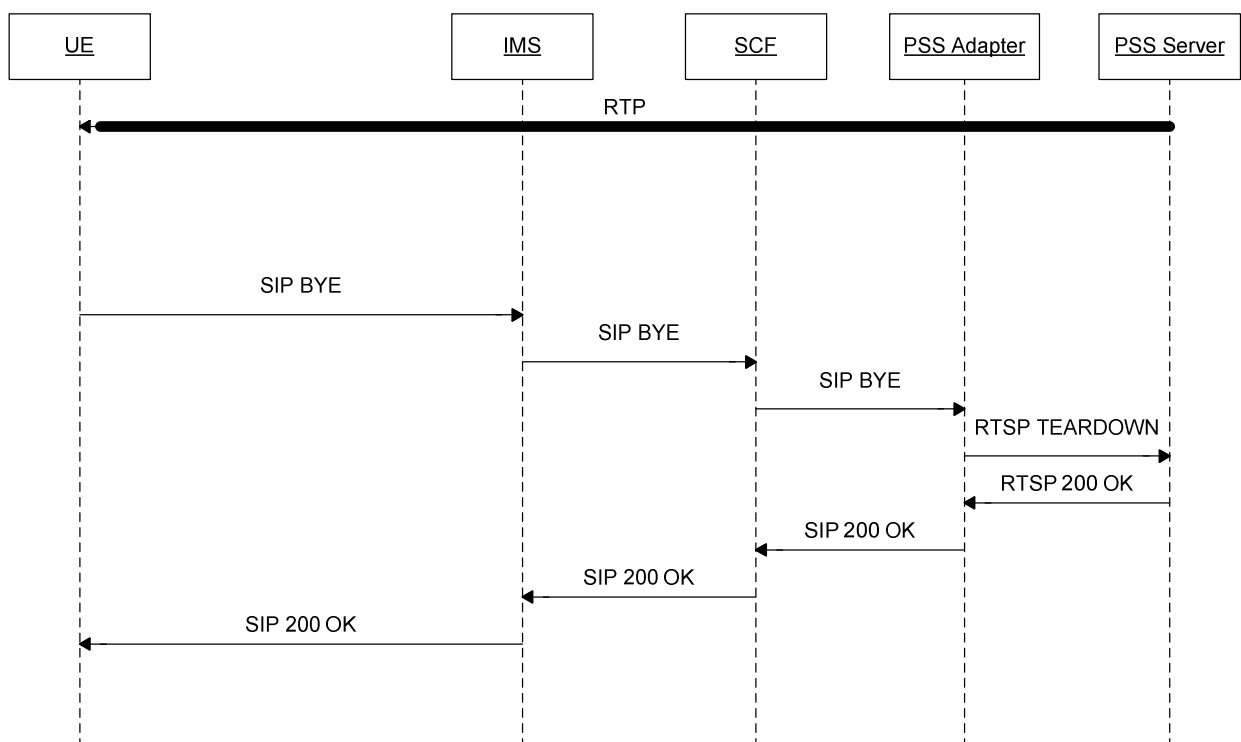 UE
IMS
SCF
PSS Adapter
PSS Server
RTP
SIP BYE
SIP BYE
SIP BYE
RTSP TEARDOWN
RTSP 200 OK
SIP 200 OK
SIP 200 OK
SIP 200 OK